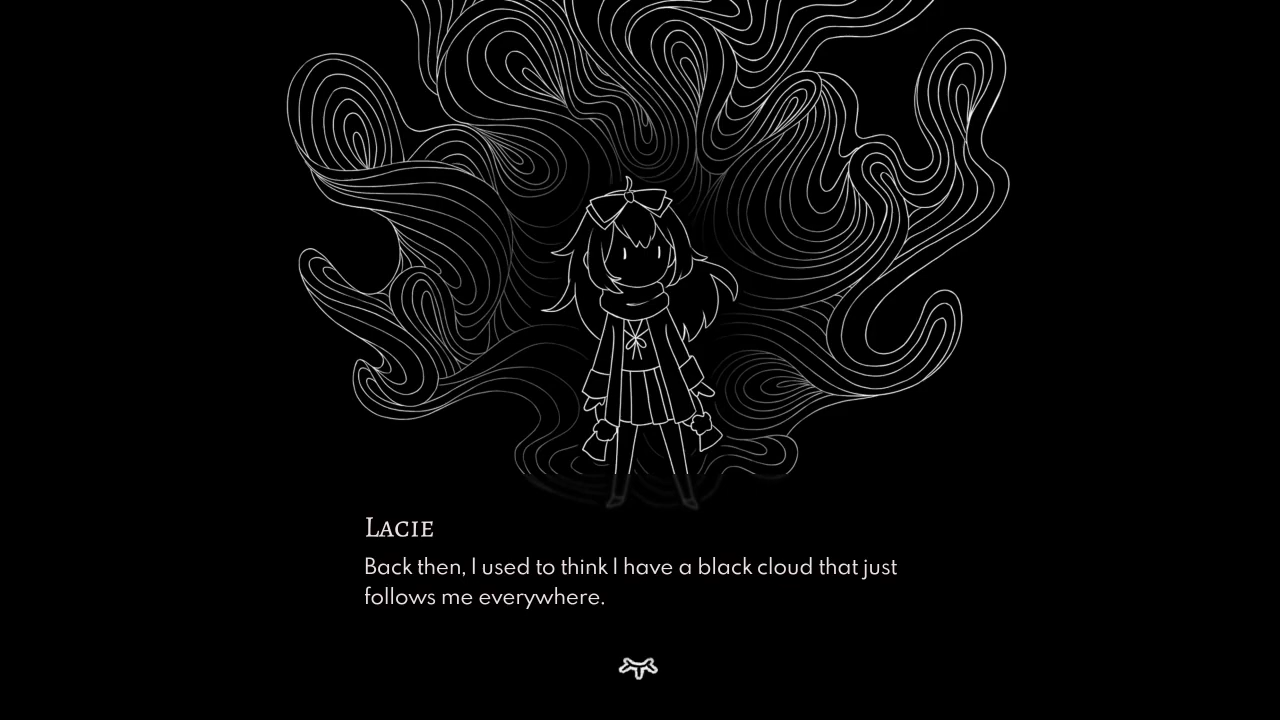 Lacie
Back then, I used to think I have a black cloud that just
follows me everywhere.